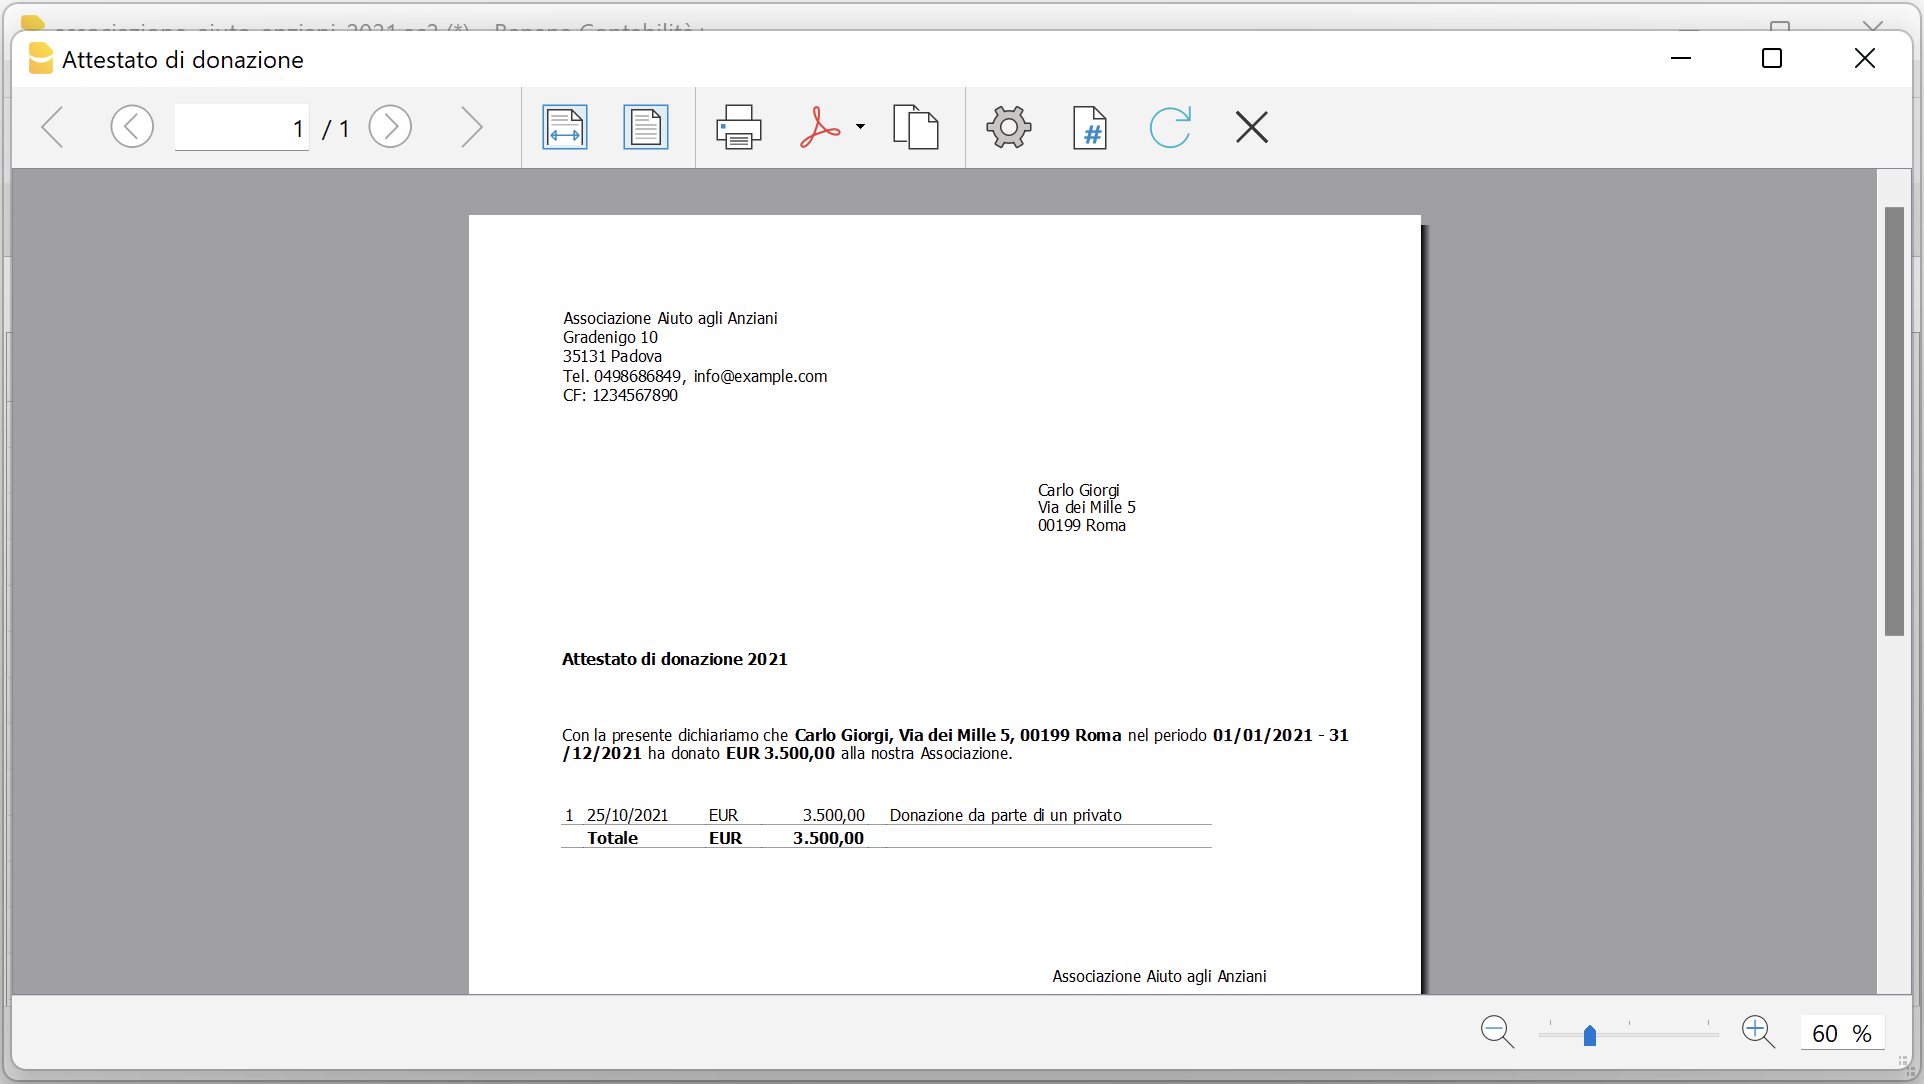 Attestato di donazione
1 / 1
#
Associazione Aiuto agli Anziani
Gradenigo 10
35131 Padova
Tel. 0498686849, info@example.com
CF: 1234567890
Carlo Giorgi
Via dei Mille 5
00199 Roma
Attestato di donazione 2021
Con la presente dichiariamo che Carlo Giorgi, Via dei Mille 5, 00199 Roma nel periodo 01/01/2021 - 31
/12/2021 ha donato EUR 3.500,00 alla nostra Associazione.
1 25/10/2021 EUR 3.500,00 Donazione da parte di un privato
Totale EUR 3.500,00
Associazione Aiuto agli Anziani
60 %